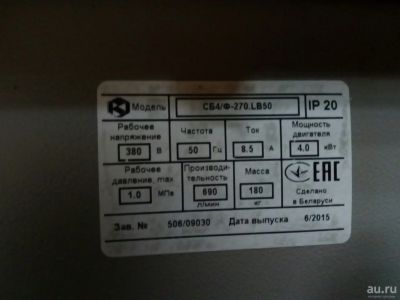 Модель СБ4/Ф-270.LB50 IP 20
Рабочее напряжение Частота Ток Мощность двигателя
380 В 50 Гц 8.5 А 4.0 кВт
Рабочее давление, max Производительность Масса EAC
1.0 МПа 690 л/мин 180 кг Сделано в Беларуси
Зав. № 506/09030 Дата выпуска 6/2015
au.ru